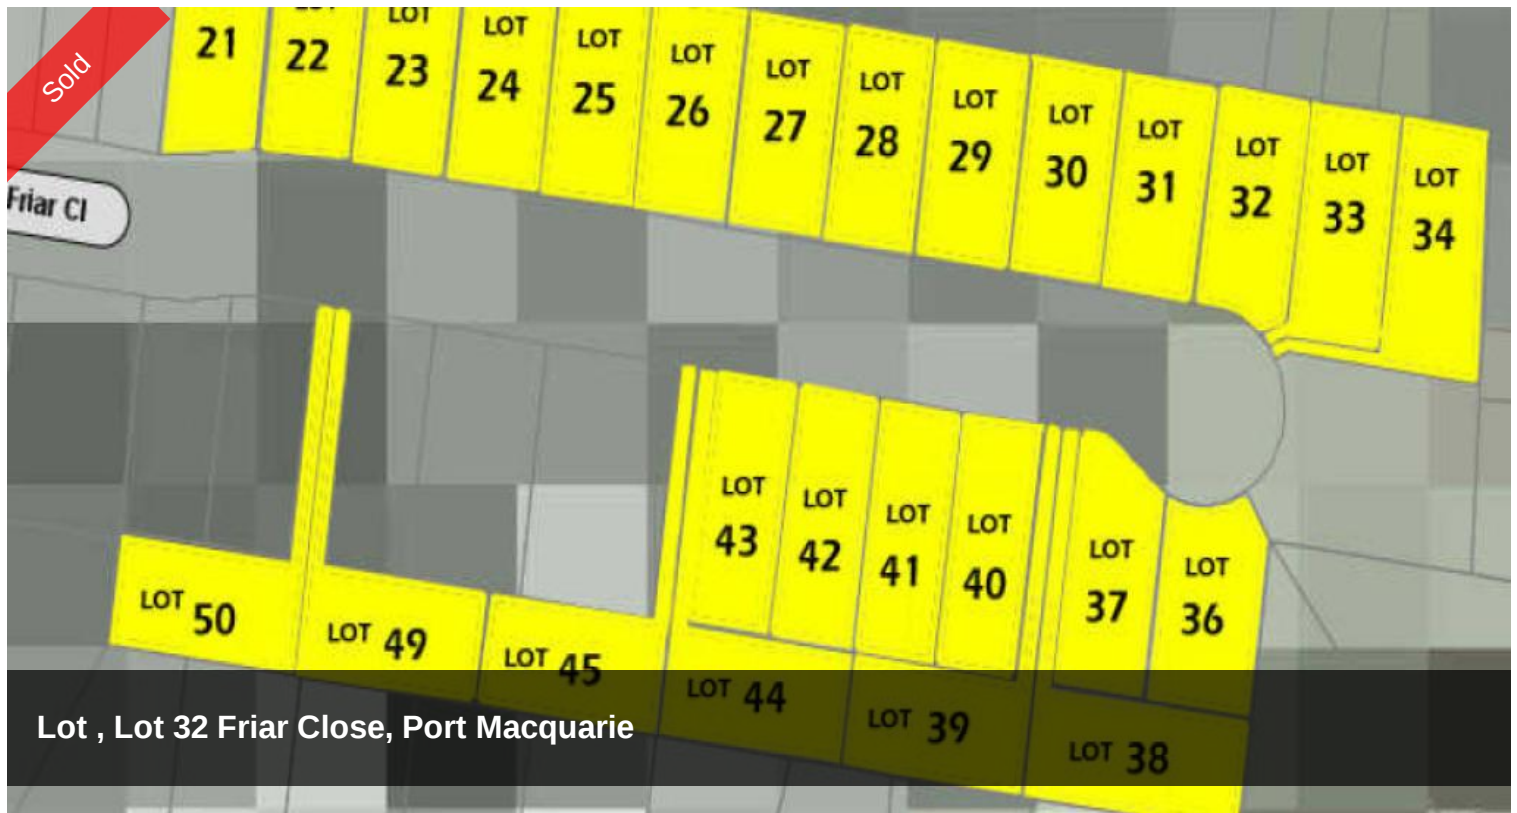 Sold
21
22
LOT
23
LOT
24
LOT
25
LOT
26
LOT
27
LOT
28
LOT
29
LOT
30
LOT
31
LOT
32
LOT
33
LOT
34
Friar Cl
LOT
43
LOT
42
LOT
41
LOT
40
LOT
37
LOT
36
LOT 50
LOT 49
LOT 45
LOT 44
LOT 39
LOT 38
Lot , Lot 32 Friar Close, Port Macquarie